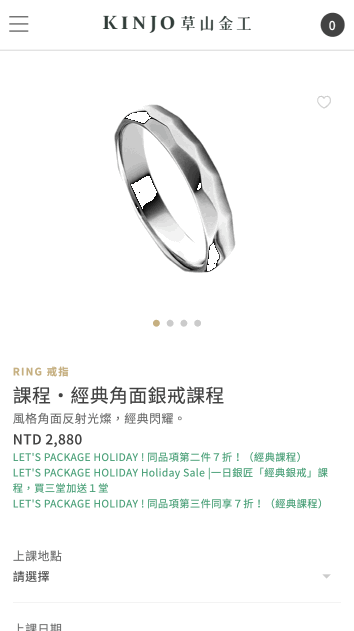 KINJO 草山金工
0
RING 戒指
課程・經典角面銀戒課程
風格角面反射光燦，經典閃耀。
NTD 2,880
LET'S PACKAGE HOLIDAY ! 同品項第二件７折！（經典課程）
LET'S PACKAGE HOLIDAY Holiday Sale |一日銀匠「經典銀戒」課
程，買三堂加送１堂
LET'S PACKAGE HOLIDAY ! 同品項第三件同享７折！（經典課程）
上課地點
請選擇
上課日期